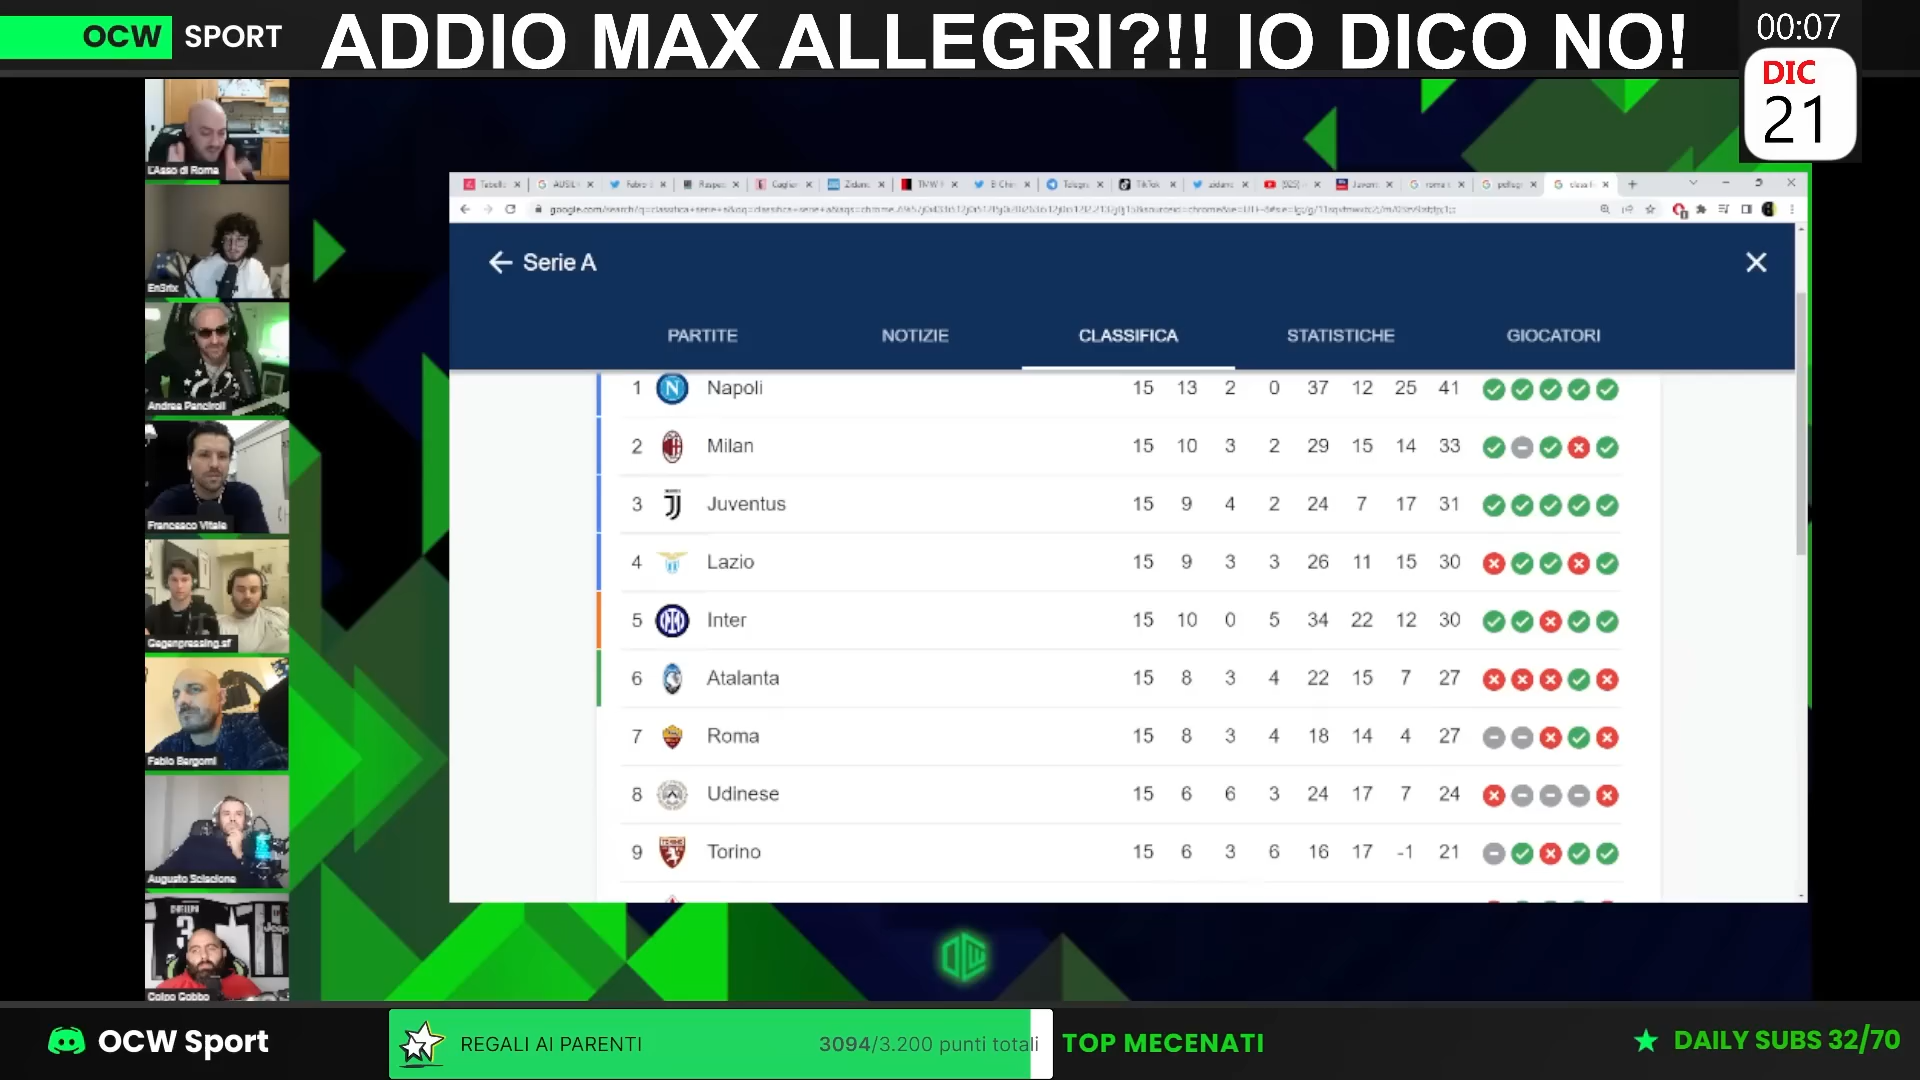 OCW SPORT
ADDIO MAX ALLEGRI?!! IO DICO NO!
00:07
DIC
21
L'Asso di Roma
En3rix
Andrea Panciroli
Francesco Vitale
Gegenpressing.sf
Fabio Bergomi
Augusto Sciscione
Colpo Gobbo
Serie A
PARTITE NOTIZIE CLASSIFICA STATISTICHE GIOCATORI
1 Napoli 15 13 2 0 37 12 25 41
2 Milan 15 10 3 2 29 15 14 33
3 Juventus 15 9 4 2 24 7 17 31
4 Lazio 15 9 3 3 26 11 15 30
5 Inter 15 10 0 5 34 22 12 30
6 Atalanta 15 8 3 4 22 15 7 27
7 Roma 15 8 3 4 18 14 4 27
8 Udinese 15 6 6 3 24 17 7 24
9 Torino 15 6 3 6 16 17 -1 21
OCW Sport
REGALI AI PARENTI 3094/3.200 punti totali
TOP MECENATI
DAILY SUBS 32/70